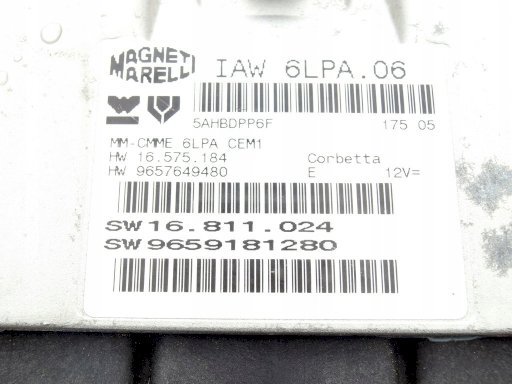 MAGNETI MARELLI
IAW 6LPA.06
5AHBDPP6F 175 05
MM-CMME 6LPA CEM1
HW 16.575.184 Corbetta
HW 9657649480 E 12V=
SW16.811.024
SW9659181280